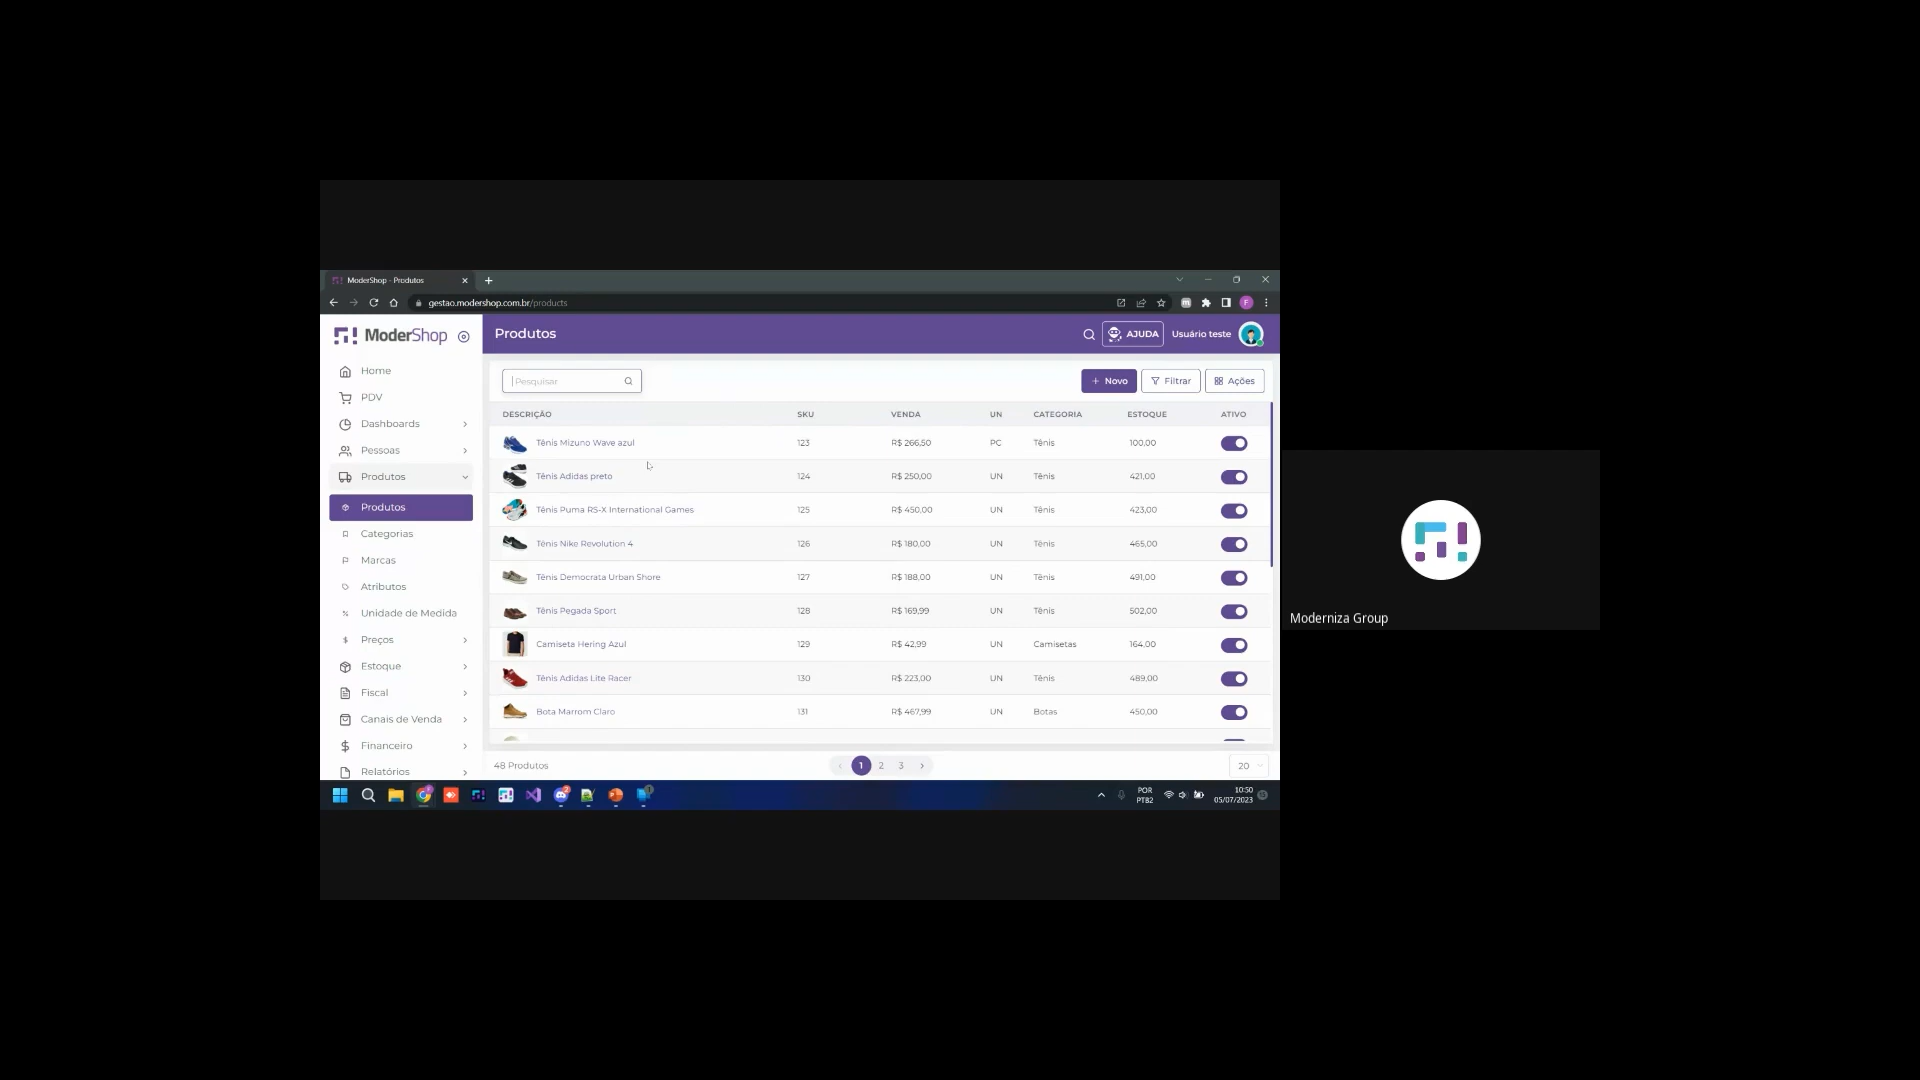 ModerShop - Produtos
gestao.modershop.com.br/products
ModerShop
Produtos
AJUDA
Usuário teste
Home
PDV
Dashboards
Pessoas
Produtos
Produtos
Categorias
Marcas
Atributos
Unidade de Medida
Preços
Estoque
Fiscal
Canais de Venda
Financeiro
Relatórios
Pesquisar
+ Novo
Filtrar
Ações
DESCRIÇÃO SKU VENDA UN CATEGORIA ESTOQUE ATIVO
Tênis Mizuno Wave azul 123 R$ 266,50 PC Tênis 100,00
Tênis Adidas preto 124 R$ 250,00 UN Tênis 421,00
Tênis Puma RS-X International Games 125 R$ 450,00 UN Tênis 423,00
Tênis Nike Revolution 4 126 R$ 180,00 UN Tênis 465,00
Tênis Democrata Urban Shore 127 R$ 188,00 UN Tênis 491,00
Tênis Pegada Sport 128 R$ 169,99 UN Tênis 502,00
Camiseta Hering Azul 129 R$ 42,99 UN Camisetas 164,00
Tênis Adidas Lite Racer 130 R$ 223,00 UN Tênis 489,00
Bota Marrom Claro 131 R$ 467,99 UN Botas 450,00
48 Produtos
1 2 3
20
POR
PTB2
10:50
05/07/2023
Moderniza Group